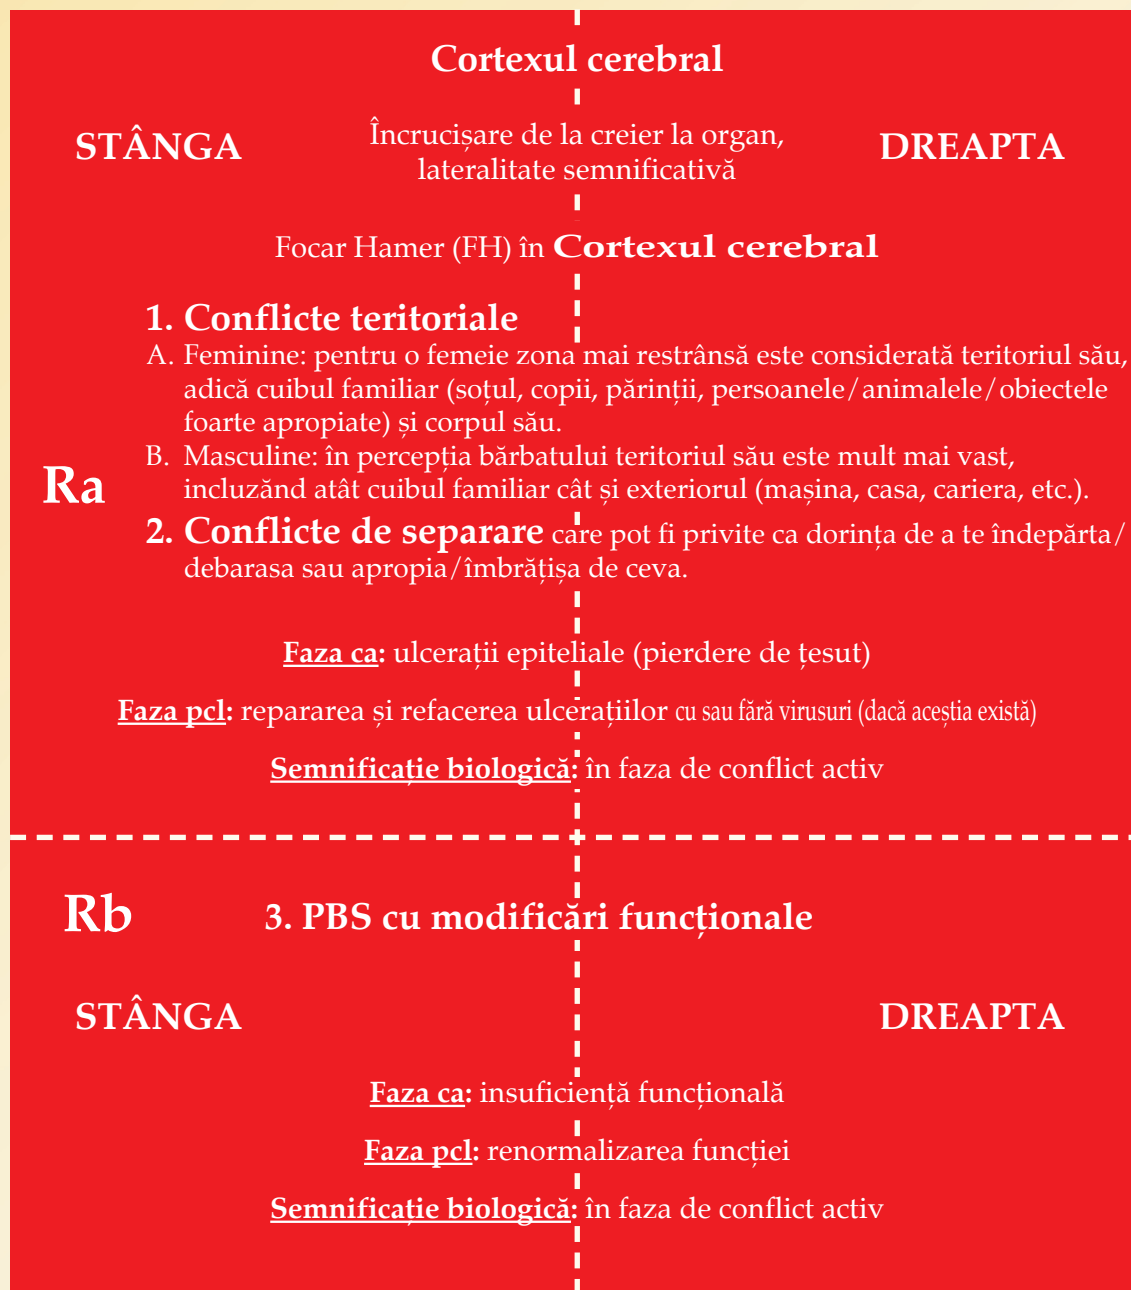 Cortexul cerebral
STÂNGA
Încrucișare de la creier la organ,
lateralitate semnificativă
DREAPTA
Focar Hamer (FH) în Cortexul cerebral
Ra
1. Conflicte teritoriale
A. Feminine: pentru o femeie zona mai restrânsă este considerată teritoriul său,
adică cuibul familiar (soțul, copii, părinții, persoanele/animalele/obiectele
foarte apropiate) și corpul său.
B. Masculine: în percepția bărbatului teritoriul său este mult mai vast,
incluzănd atât cuibul familiar cât și exteriorul (mașina, casa, cariera, etc.).
2. Conflicte de separare care pot fi privite ca dorința de a te îndepărta/
debarasa sau apropia/îmbrățișa de ceva.
Faza ca: ulcerații epiteliale (pierdere de țesut)
Faza pcl: repararea și refacerea ulcerațiilor cu sau fără virusuri (dacă aceștia există)
Semnificație biologică: în faza de conflict activ
Rb
3. PBS cu modificări funcționale
STÂNGA
DREAPTA
Faza ca: insuficiență funcțională
Faza pcl: renormalizarea funcției
Semnificație biologică: în faza de conflict activ